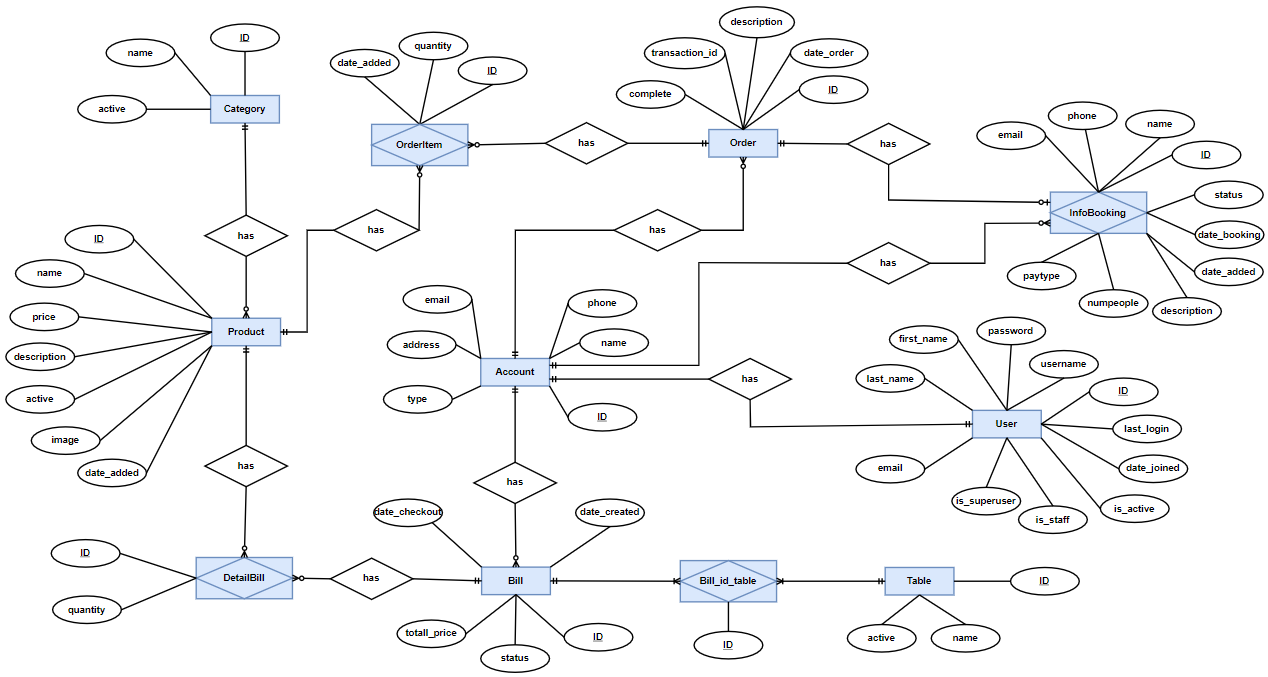 description
ID
name
quantity
transaction_id
date_order
date_added
ID
ID
complete
active
Category
phone
name
email
OrderItem
has
Order
has
ID
status
InfoBooking
has
has
has
date_booking
ID
has
date_added
name
paytype
email
phone
numpeople
description
price
Product
password
first_name
address
name
description
username
Account
has
last_name
ID
active
type
ID
User
last_login
image
has
email
date_joined
date_added
has
is_superuser
is_active
date_checkout
date_created
is_staff
ID
DetailBill
has
Bill
Bill_id_table
Table
ID
quantity
totall_price
ID
active
name
ID
status